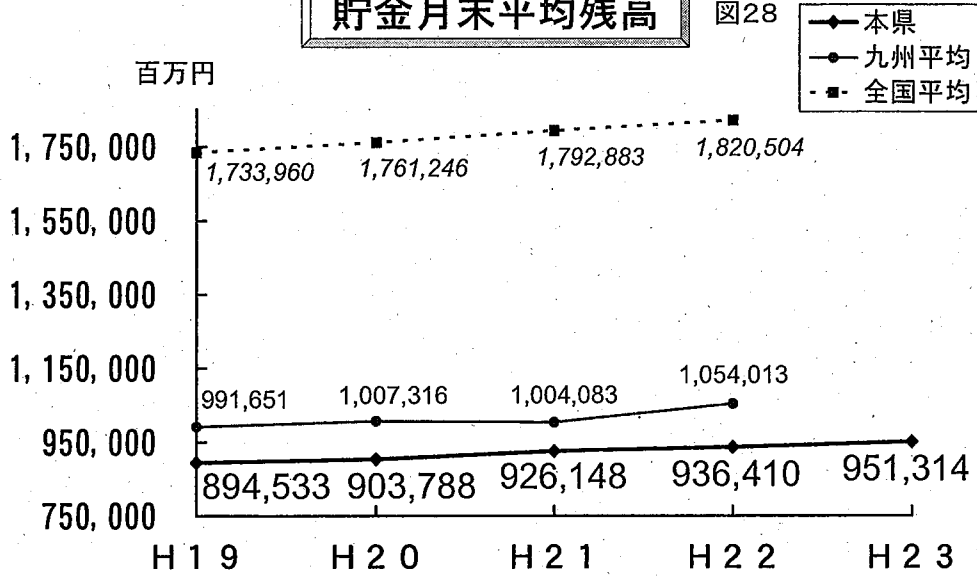 貯金月末平均残高
図28
本県
九州平均
全国平均
百万円
1,750,000
1,733,960 1,761,246 1,792,883 1,820,504
1,550,000
1,350,000
1,150,000
991,651 1,007,316 1,004,083 1,054,013
950,000
894,533 903,788 926,148 936,410 951,314
750,000
H19 H20 H21 H22 H23